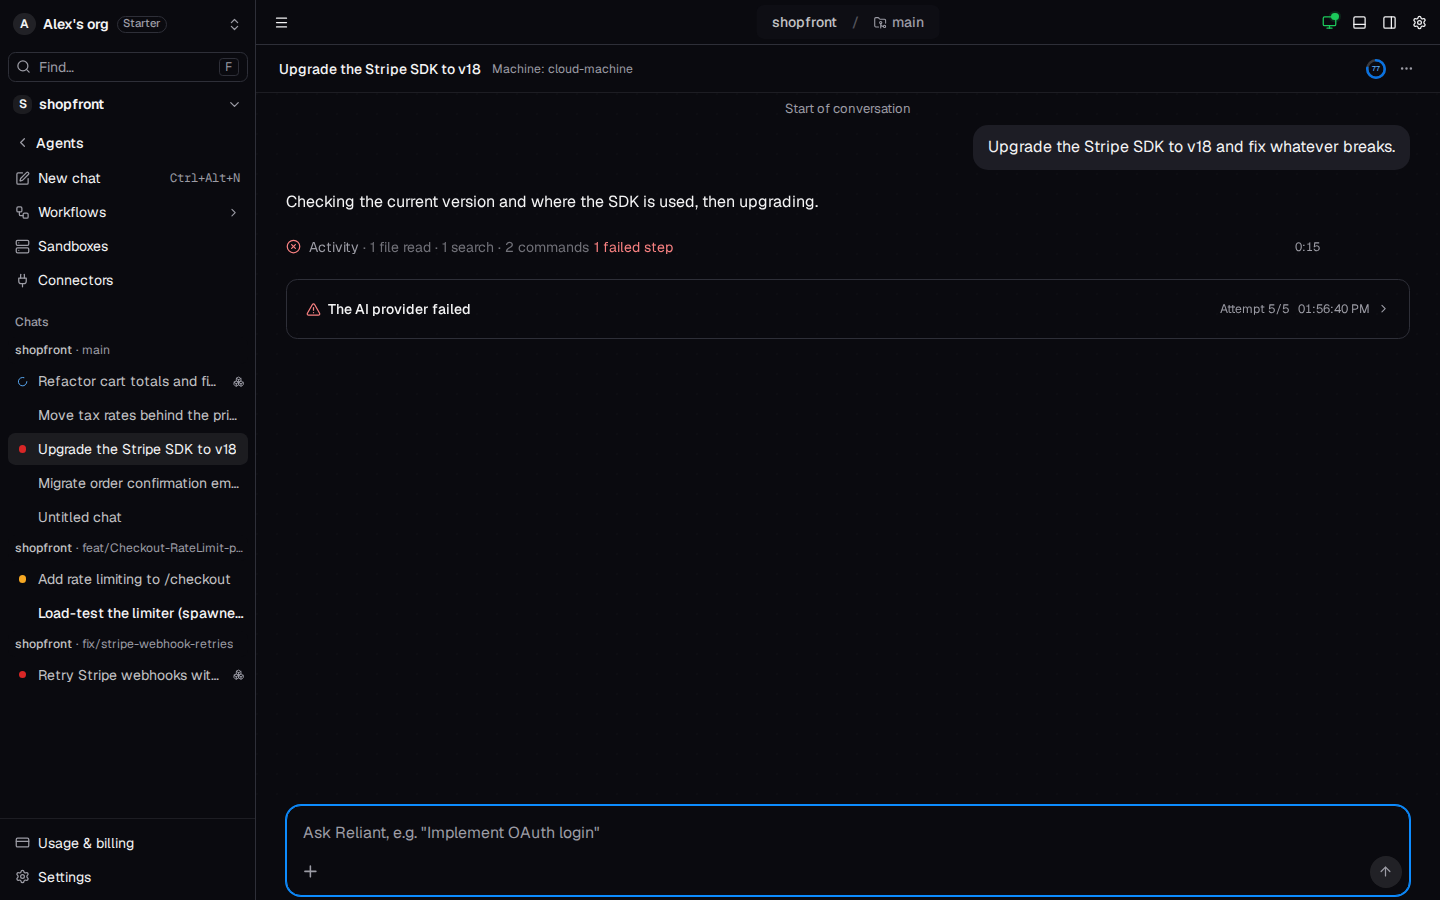 A Alex's org Starter
Find... F
S shopfront
Agents
New chat Ctrl+Alt+N
Workflows
Sandboxes
Connectors
Chats
shopfront · main
Refactor cart totals and fi...
Move tax rates behind the pri...
Upgrade the Stripe SDK to v18
Migrate order confirmation em...
Untitled chat
shopfront · feat/Checkout-RateLimit-p...
Add rate limiting to /checkout
Load-test the limiter (spawne...
shopfront · fix/stripe-webhook-retries
Retry Stripe webhooks wit...
Usage & billing
Settings
shopfront / main
Upgrade the Stripe SDK to v18 Machine: cloud-machine 77
Start of conversation
Upgrade the Stripe SDK to v18 and fix whatever breaks.
Checking the current version and where the SDK is used, then upgrading.
Activity · 1 file read · 1 search · 2 commands 1 failed step 0:15
The AI provider failed Attempt 5/5 01:56:40 PM
Ask Reliant, e.g. "Implement OAuth login"